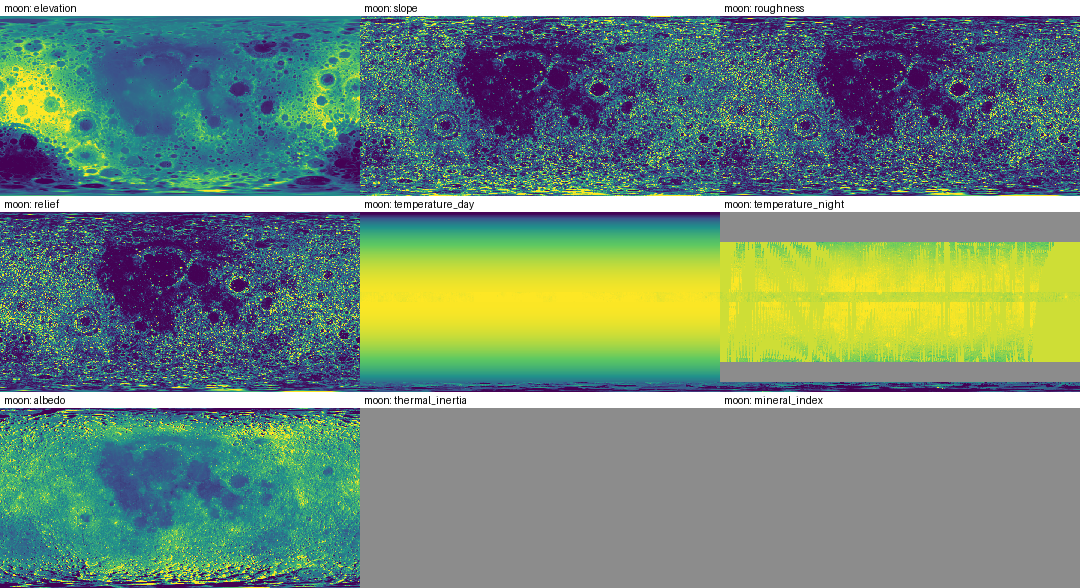 moon: elevation
moon: slope
moon: roughness
moon: relief
moon: temperature_day
moon: temperature_night
moon: albedo
moon: thermal_inertia
moon: mineral_index